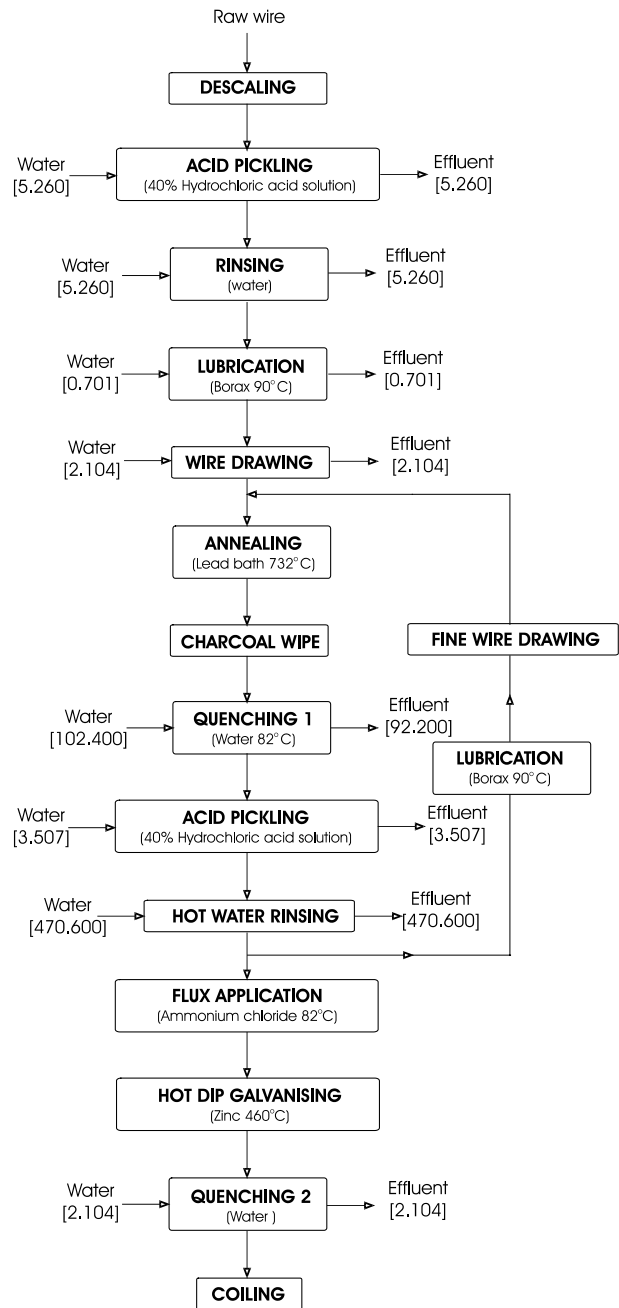 Raw wire
DESCALING
Water
[5.260]
ACID PICKLING
(40% Hydrochloric acid solution)
Effluent
[5.260]
Water
[5.260]
RINSING
(water)
Effluent
[5.260]
Water
[0.701]
LUBRICATION
(Borax 90°C)
Effluent
[0.701]
Water
[2.104]
WIRE DRAWING
Effluent
[2.104]
ANNEALING
(Lead bath 732°C)
CHARCOAL WIPE
FINE WIRE DRAWING
Water
[102.400]
QUENCHING 1
(Water 82°C)
Effluent
[92.200]
LUBRICATION
(Borax 90°C)
Water
[3.507]
ACID PICKLING
(40% Hydrochloric acid solution)
Effluent
[3.507]
Water
[470.600]
HOT WATER RINSING
Effluent
[470.600]
FLUX APPLICATION
(Ammonium chloride 82°C)
HOT DIP GALVANISING
(Zinc 460°C)
Water
[2.104]
QUENCHING 2
(Water )
Effluent
[2.104]
COILING